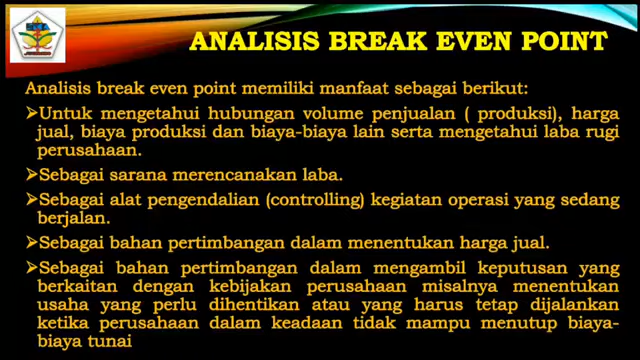 ANALISIS BREAK EVEN POINT
Analisis break even point memiliki manfaat sebagai berikut:
➢Untuk mengetahui hubungan volume penjualan ( produksi), harga
jual, biaya produksi dan biaya-biaya lain serta mengetahui laba rugi
perusahaan.
➢Sebagai sarana merencanakan laba.
➢Sebagai alat pengendalian (controlling) kegiatan operasi yang sedang
berjalan.
➢Sebagai bahan pertimbangan dalam menentukan harga jual.
➢Sebagai bahan pertimbangan dalam mengambil keputusan yang
berkaitan dengan kebijakan perusahaan misalnya menentukan
usaha yang perlu dihentikan atau yang harus tetap dijalankan
ketika perusahaan dalam keadaan tidak mampu menutup biaya-
biaya tunai